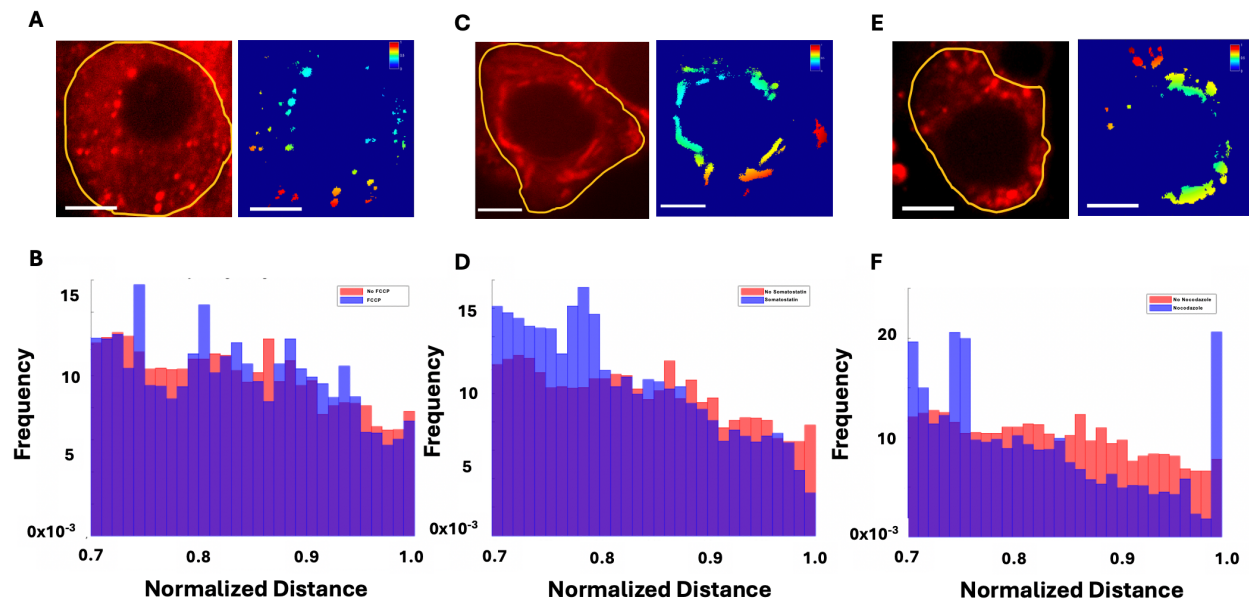 A
C
E
B
No FCCP
FCCP
15
10
5
0x10-3
Frequency
0.7
0.8
0.9
1.0
Normalized Distance
D
No Somatostatin
Somatostatin
15
10
5
0x10-3
Frequency
0.7
0.8
0.9
1.0
Normalized Distance
F
No Nocodazole
Nocodazole
20
10
0x10-3
Frequency
0.7
0.8
0.9
1.0
Normalized Distance